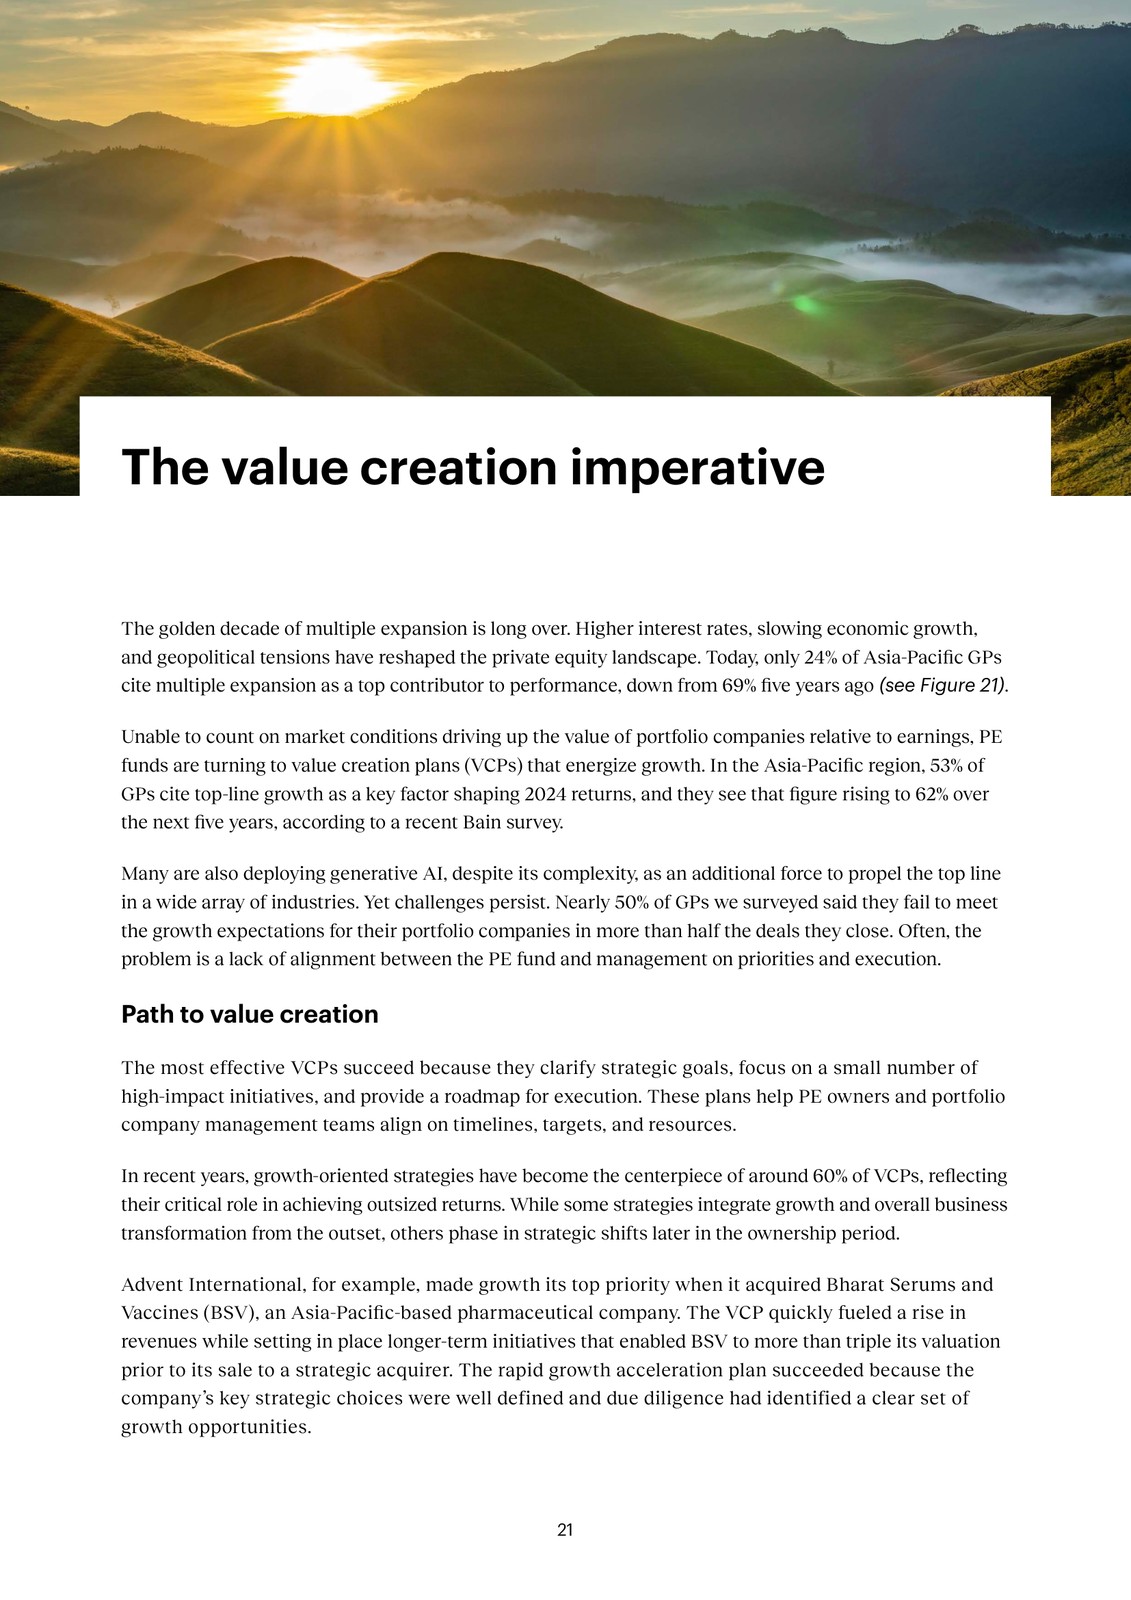 The value creation imperative
The golden decade of multiple expansion is long over. Higher interest rates, slowing economic growth,
and geopolitical tensions have reshaped the private equity landscape. Today, only 24% of Asia-Pacific GPs
cite multiple expansion as a top contributor to performance, down from 69% five years ago (see Figure 21).
Unable to count on market conditions driving up the value of portfolio companies relative to earnings, PE
funds are turning to value creation plans (VCPs) that energize growth. In the Asia-Pacific region, 53% of
GPs cite top-line growth as a key factor shaping 2024 returns, and they see that figure rising to 62% over
the next five years, according to a recent Bain survey.
Many are also deploying generative AI, despite its complexity, as an additional force to propel the top line
in a wide array of industries. Yet challenges persist. Nearly 50% of GPs we surveyed said they fail to meet
the growth expectations for their portfolio companies in more than half the deals they close. Often, the
problem is a lack of alignment between the PE fund and management on priorities and execution.
Path to value creation
The most effective VCPs succeed because they clarify strategic goals, focus on a small number of
high-impact initiatives, and provide a roadmap for execution. These plans help PE owners and portfolio
company management teams align on timelines, targets, and resources.
In recent years, growth-oriented strategies have become the centerpiece of around 60% of VCPs, reflecting
their critical role in achieving outsized returns. While some strategies integrate growth and overall business
transformation from the outset, others phase in strategic shifts later in the ownership period.
Advent International, for example, made growth its top priority when it acquired Bharat Serums and
Vaccines (BSV), an Asia-Pacific-based pharmaceutical company. The VCP quickly fueled a rise in
revenues while setting in place longer-term initiatives that enabled BSV to more than triple its valuation
prior to its sale to a strategic acquirer. The rapid growth acceleration plan succeeded because the
company’s key strategic choices were well defined and due diligence had identified a clear set of
growth opportunities.
21